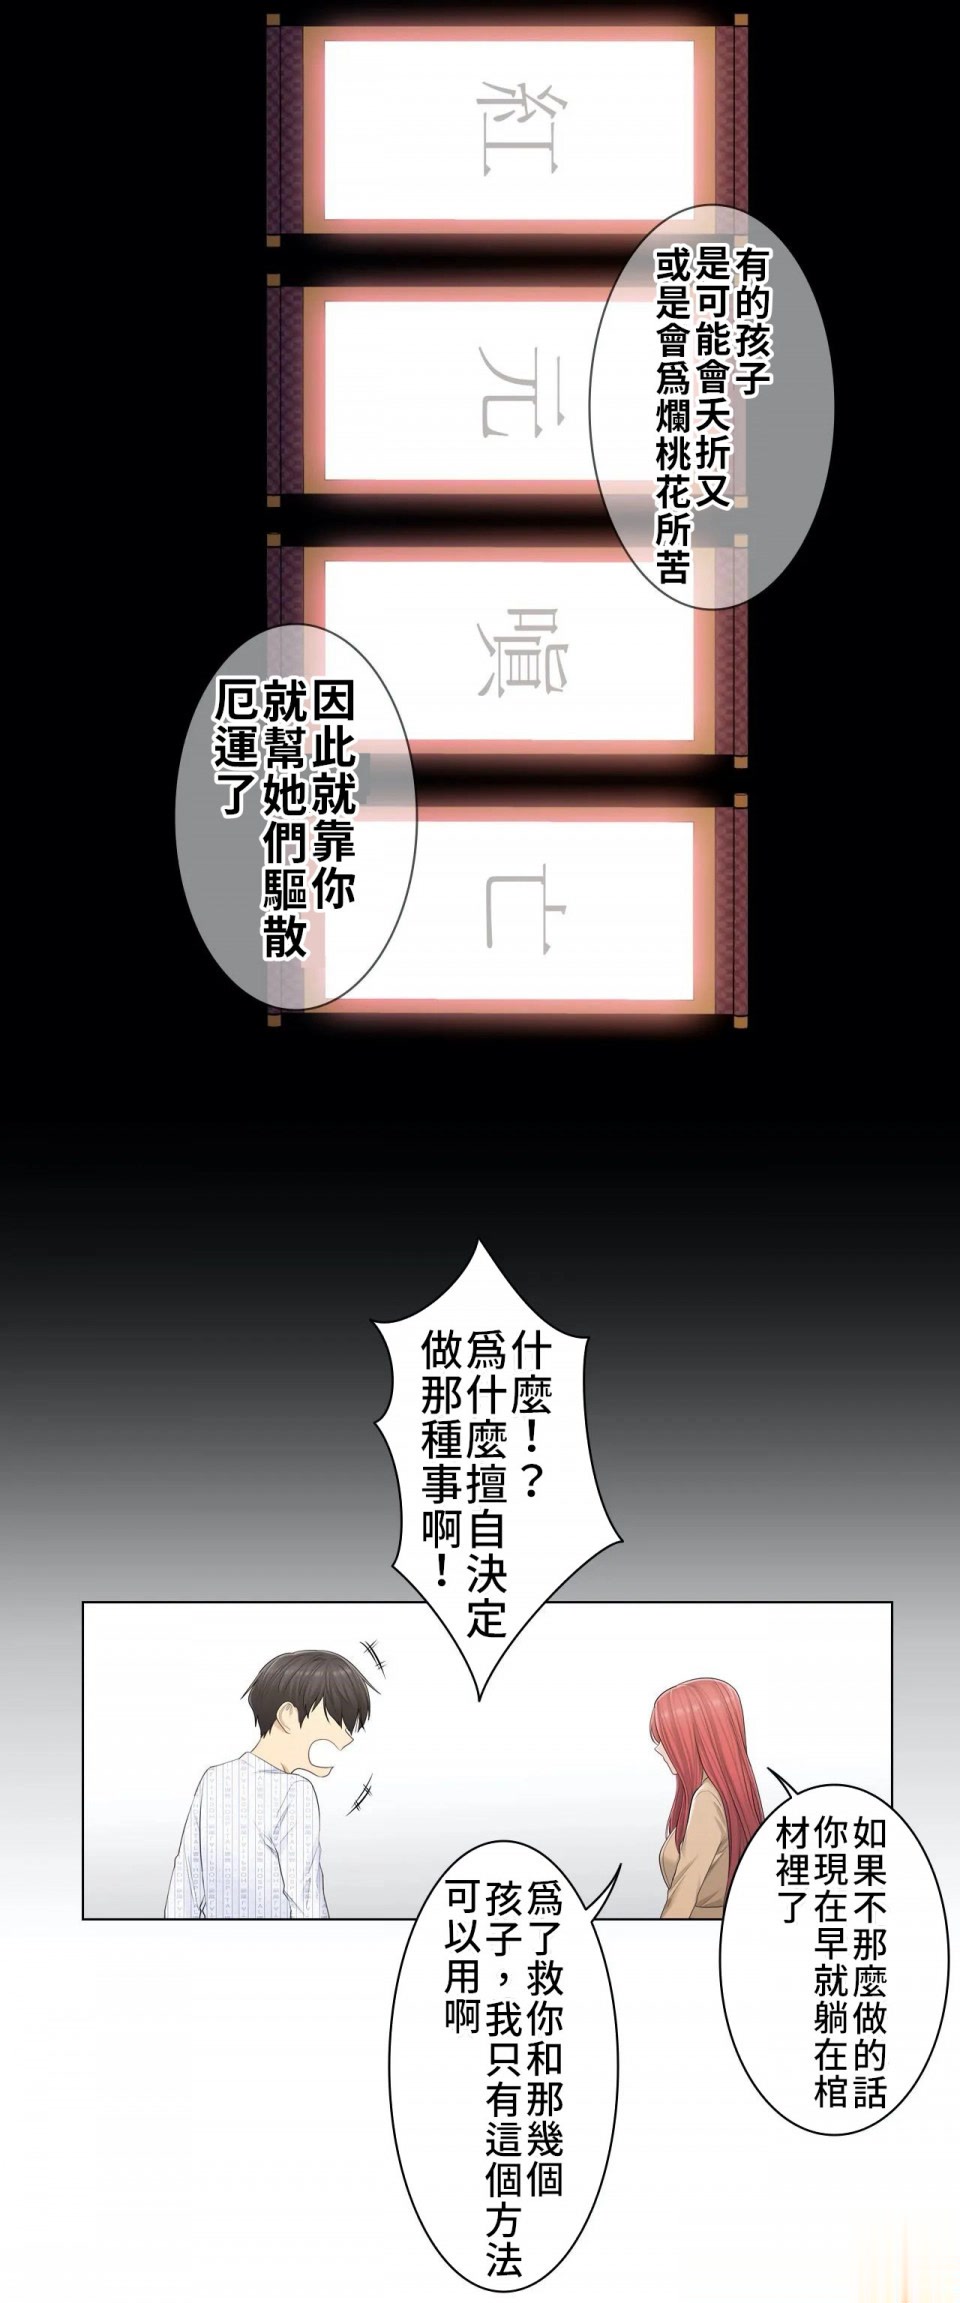 紅
元
嗔
亡
有的孩子
是可能會夭折又
或是會爲爛桃花所苦
因此就靠你
就幫她們驅散
厄運了
什麼！？
爲什麼擅自決定
做那種事啊！
如果不那麼做的話
你現在早就躺在棺
材裡了
爲了救你和那幾個
孩子，我只有這個方法
可以用啊